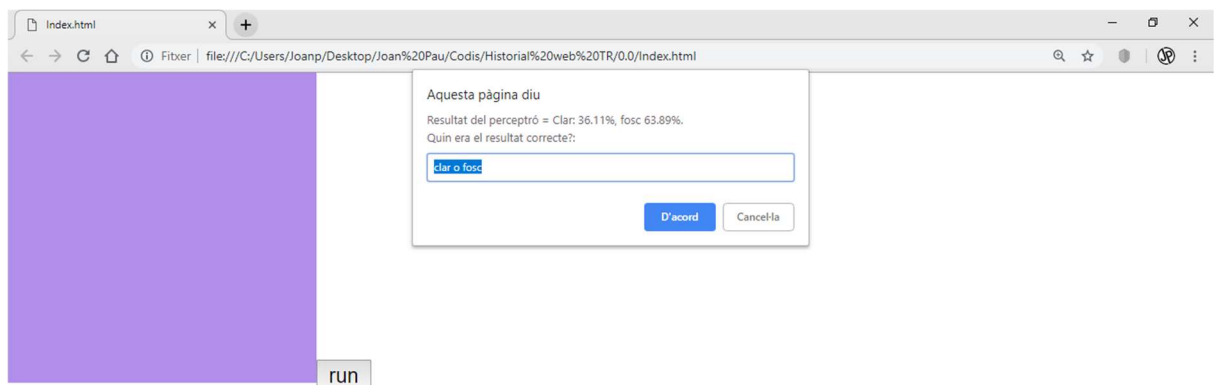 Index.html
Fitxer file:///C:/Users/Joanp/Desktop/Joan%20Pau/Codis/Historial%20web%20TR/0.0/Index.html
JP
Aquesta pàgina diu
Resultat del perceptró = Clar: 36.11%, fosc 63.89%.
Quin era el resultat correcte?:
clar o fosc
D'acord Cancel·la
run